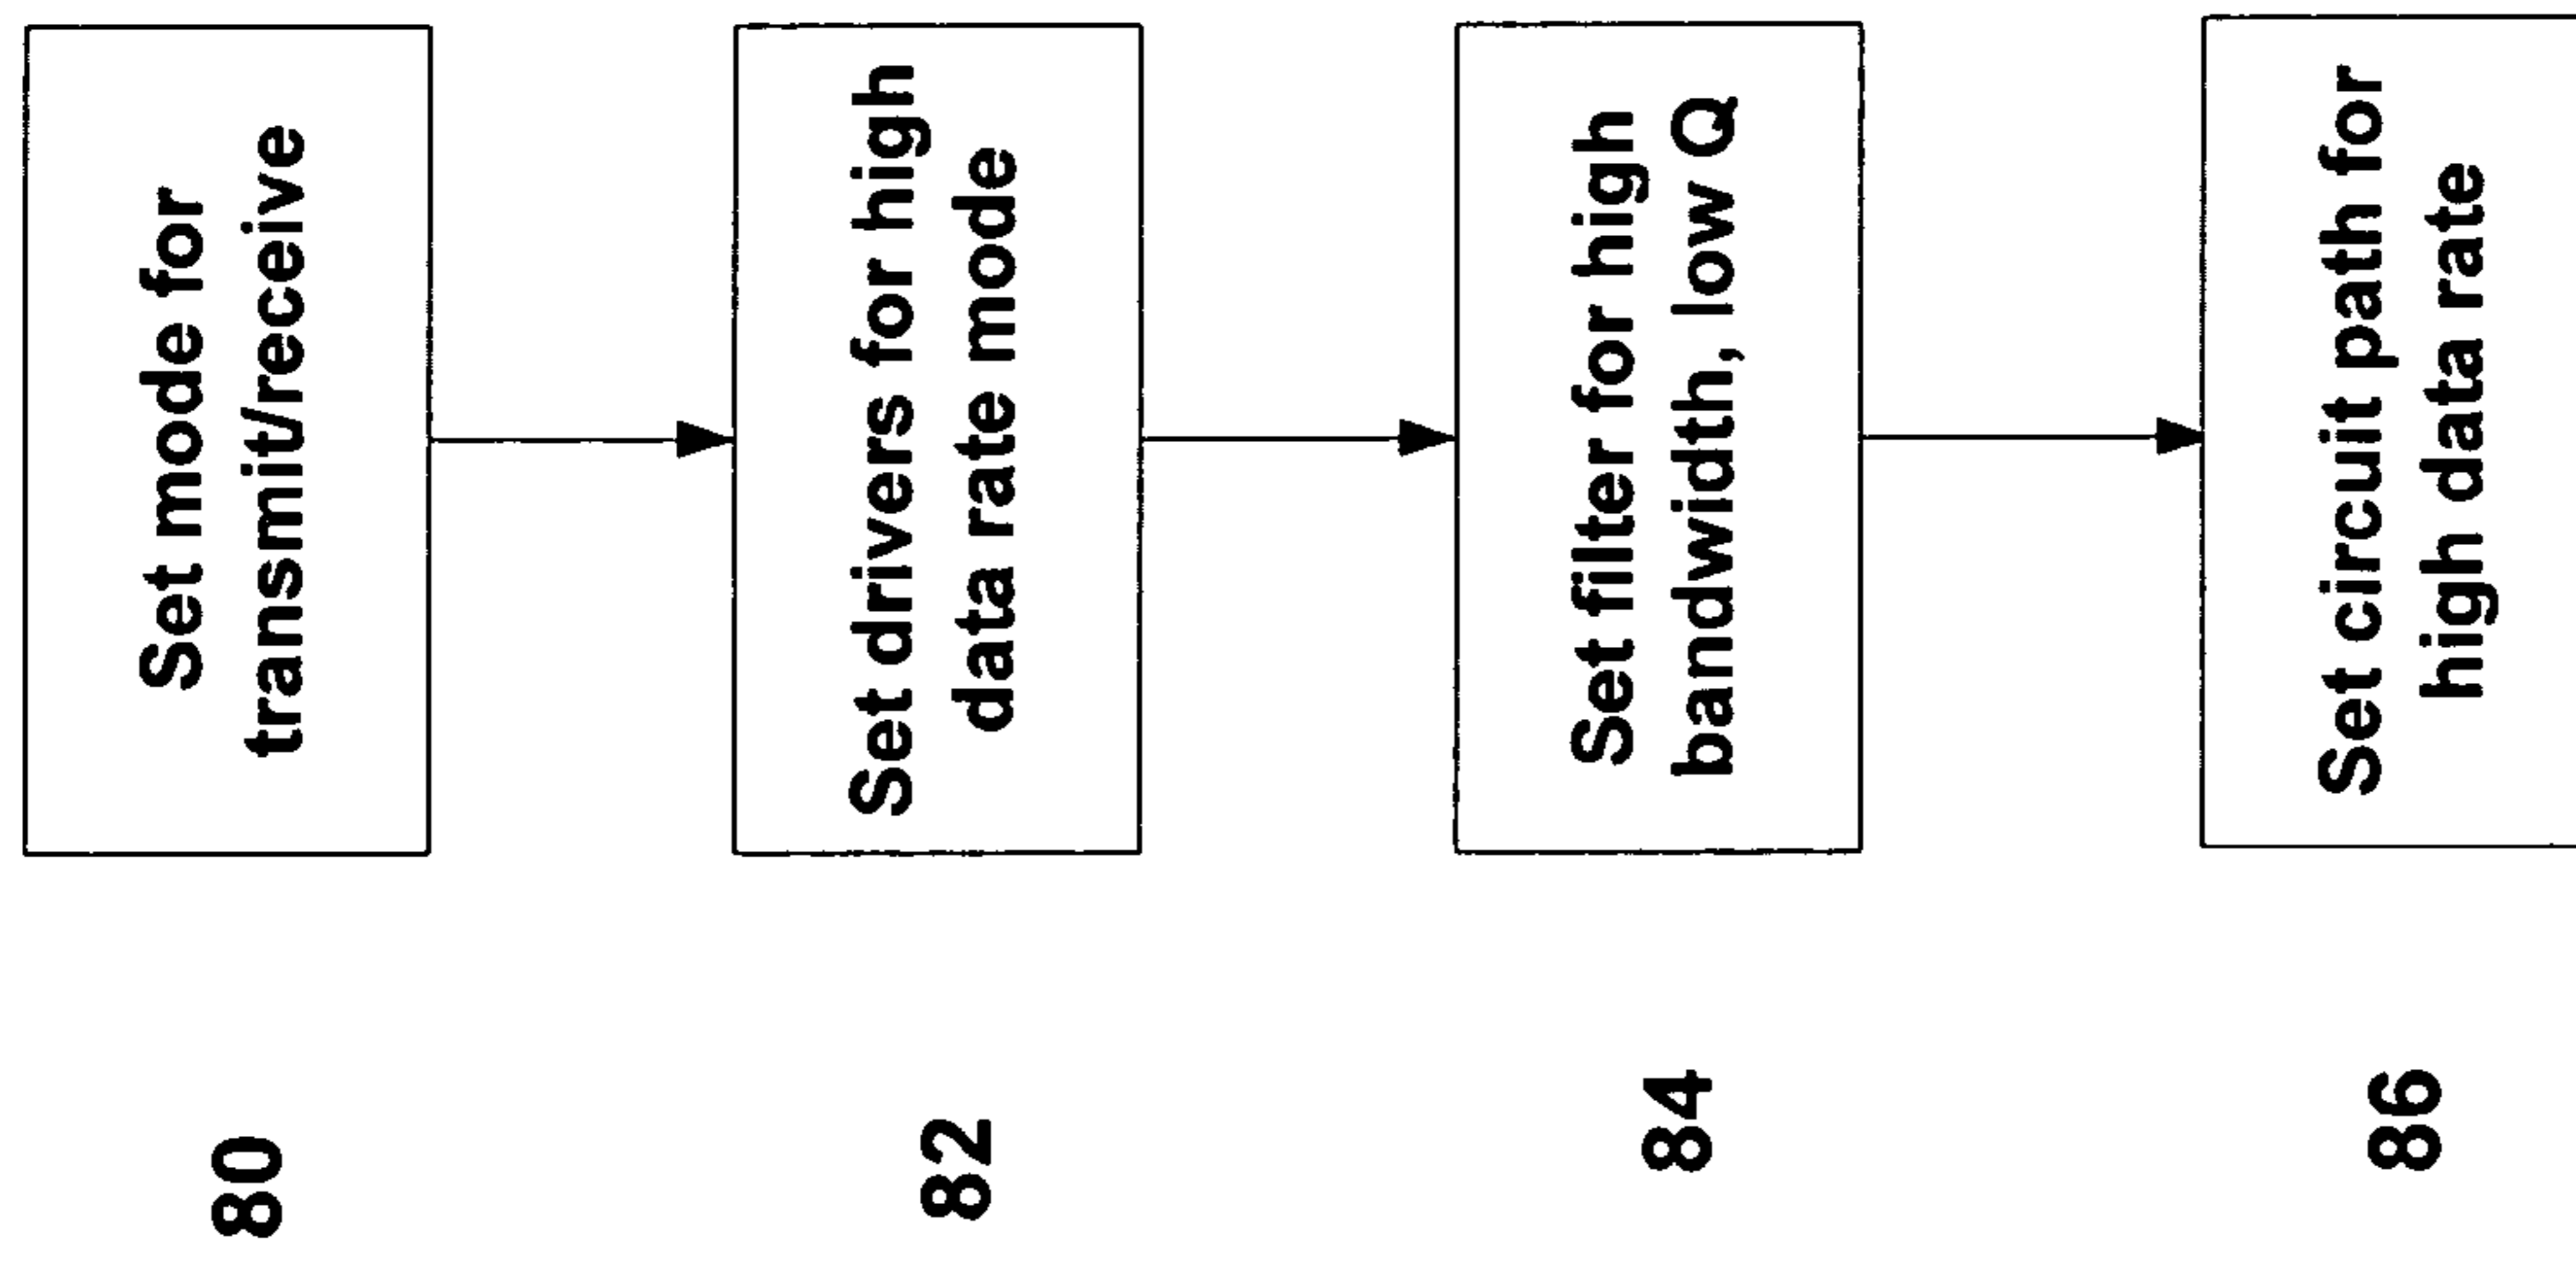 80
Set mode for
transmit/receive
82
Set drivers for high
data rate mode
84
Set filter for high
bandwidth, low Q
86
Set circuit path for
high data rate